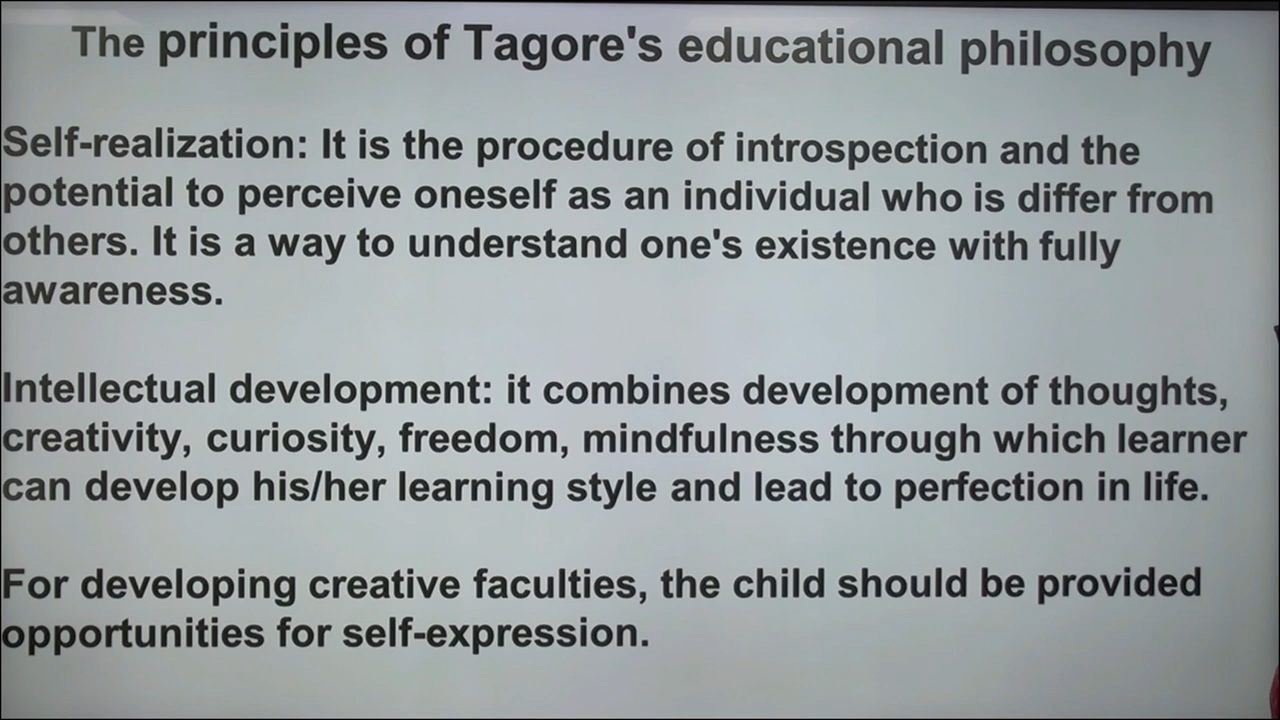 The principles of Tagore's educational philosophy
Self-realization: It is the procedure of introspection and the
potential to perceive oneself as an individual who is differ from
others. It is a way to understand one's existence with fully
awareness.
Intellectual development: it combines development of thoughts,
creativity, curiosity, freedom, mindfulness through which learner
can develop his/her learning style and lead to perfection in life.
For developing creative faculties, the child should be provided
opportunities for self-expression.